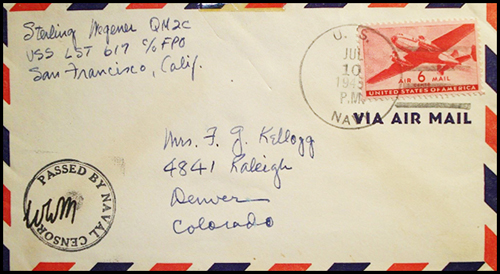 Sterling Wegener QM2C
USS LST 617 c/o FPO
San Francisco, Calif.
U. S.
JUL
10
1945
P.M.
NAVY
AIR 6¢ MAIL
UNITED STATES OF AMERICA
VIA AIR MAIL
Mrs. F. G. Kellogg
4841 Raleigh
Denver
Colorado
PASSED BY NAVAL CENSOR
WWM